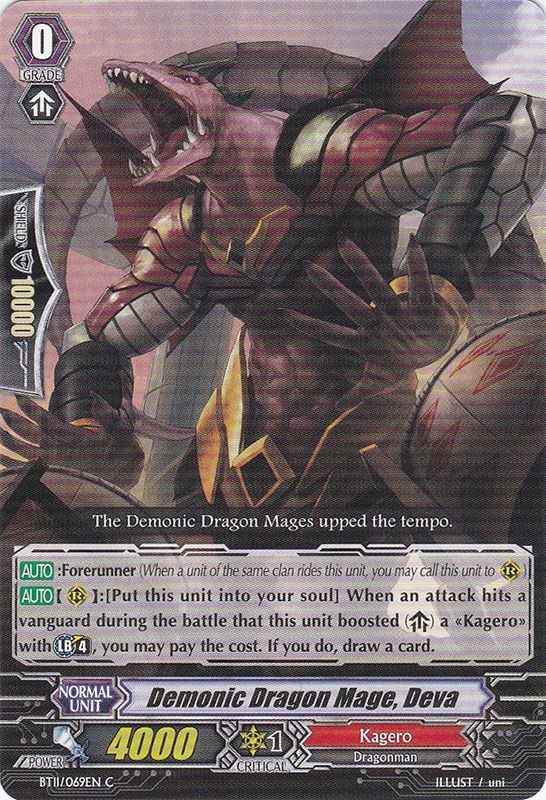 0
GRADE
SHIELD
10000
The Demonic Dragon Mages upped the tempo.
AUTO :Forerunner (When a unit of the same clan rides this unit, you may call this unit to R)
AUTO【 R 】:[Put this unit into your soul] When an attack hits a
vanguard during the battle that this unit boosted ( ) a «Kagero»
with LB 4, you may pay the cost. If you do, draw a card.
NORMAL
UNIT
Demonic Dragon Mage, Deva
POWER
4000
1
CRITICAL
Kagero
Dragonman
BT11/069EN C
ILLUST / uni